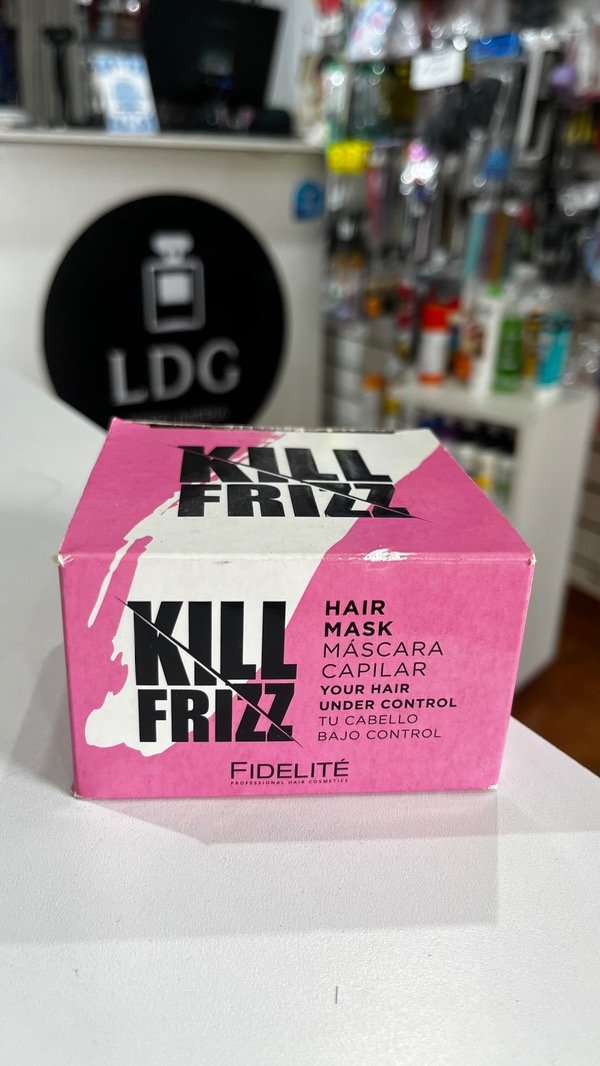 LDG
KILL
FRIZZ
KILL
FRIZZ
HAIR
MASK
MÁSCARA
CAPILAR
YOUR HAIR
UNDER CONTROL
TU CABELLO
BAJO CONTROL
FIDELITÉ
PROFESSIONAL HAIR COSMETICS